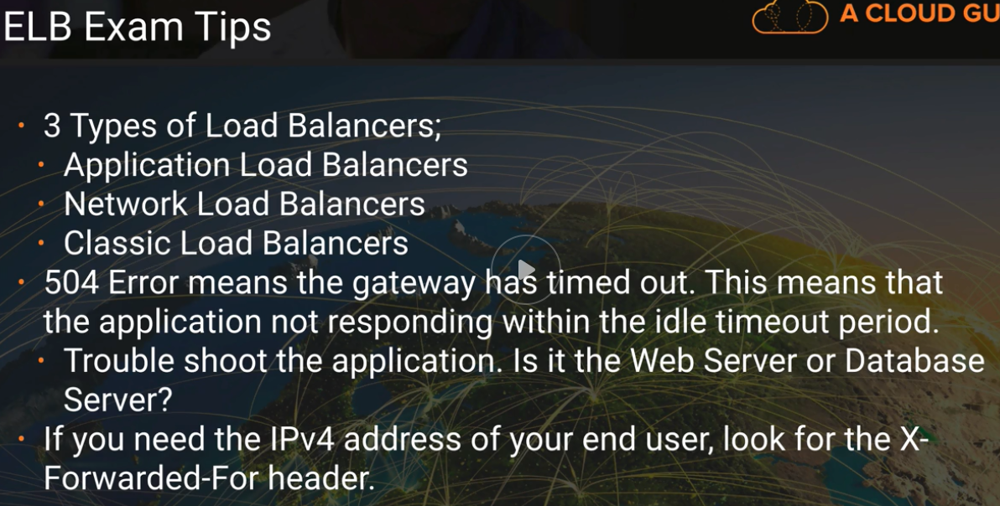 ELB Exam Tips
A CLOUD GU
• 3 Types of Load Balancers;
• Application Load Balancers
• Network Load Balancers
• Classic Load Balancers
• 504 Error means the gateway has timed out. This means that
the application not responding within the idle timeout period.
• Trouble shoot the application. Is it the Web Server or Database
Server?
• If you need the IPv4 address of your end user, look for the X-
Forwarded-For header.